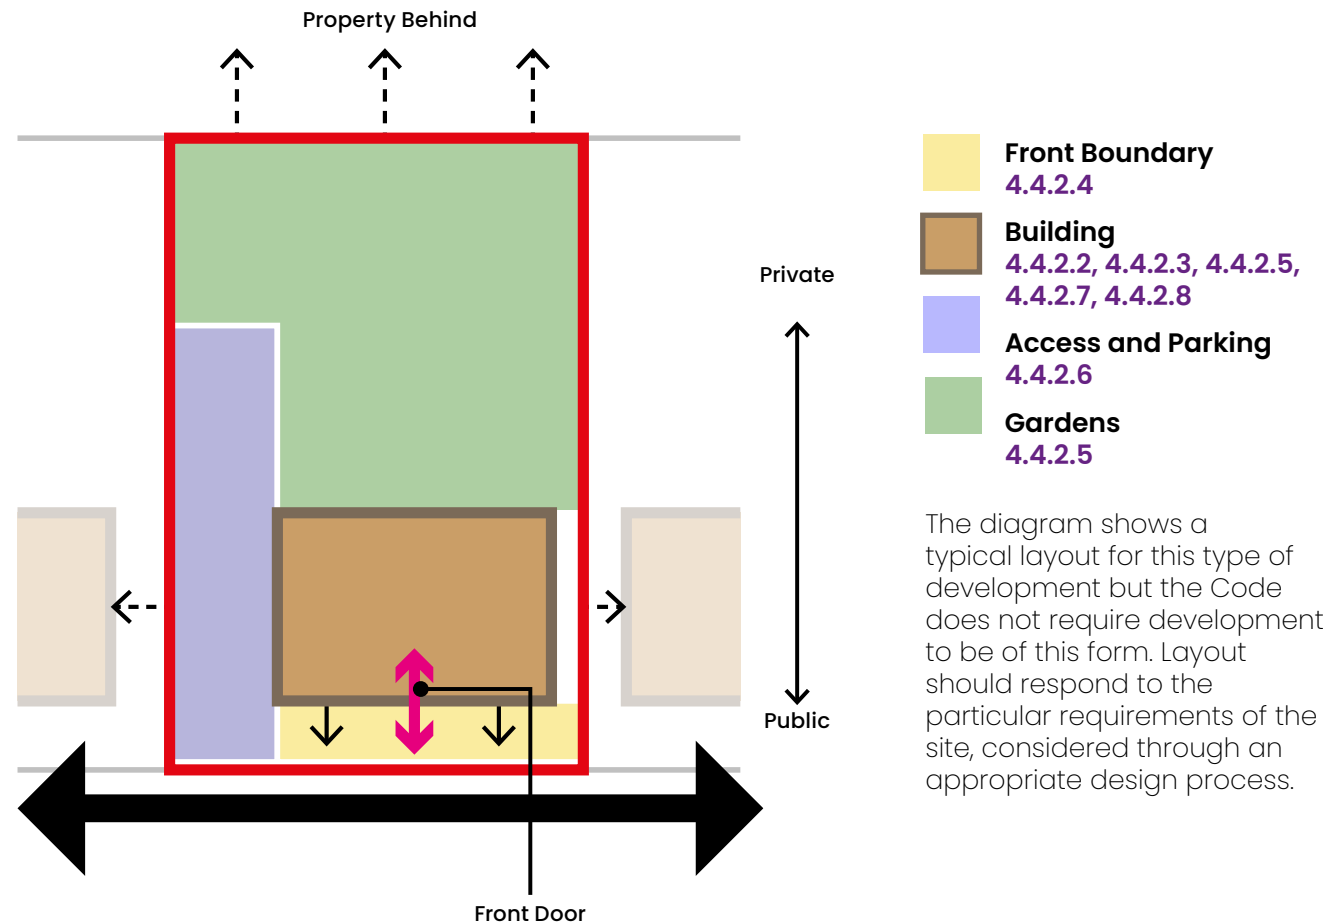 Property Behind
Private
Public
Front Door
Front Boundary
4.4.2.4
Building
4.4.2.2, 4.4.2.3, 4.4.2.5,
4.4.2.7, 4.4.2.8
Access and Parking
4.4.2.6
Gardens
4.4.2.5
The diagram shows a
typical layout for this type of
development but the Code
does not require development
to be of this form. Layout
should respond to the
particular requirements of the
site, considered through an
appropriate design process.